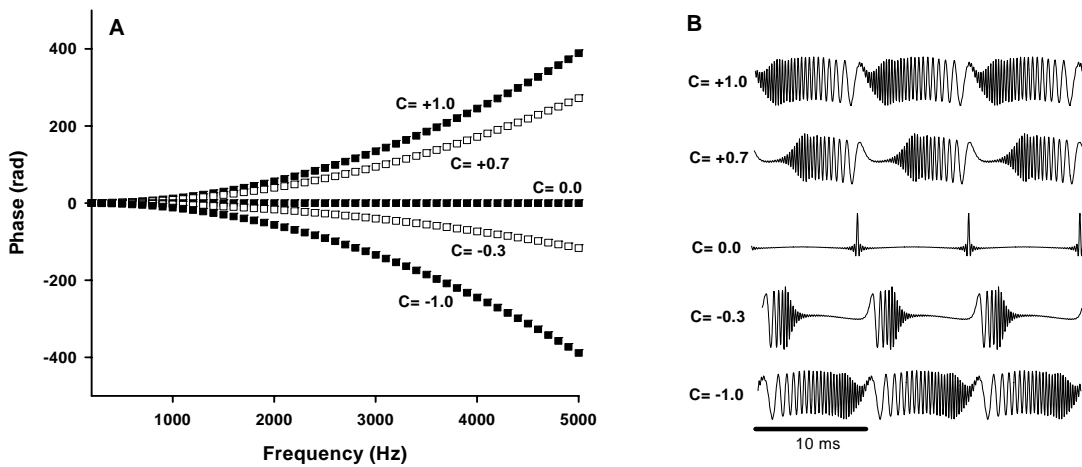 A
400
200
0
-200
-400
Phase (rad)
C= +1.0
C= +0.7
C= 0.0
C= -0.3
C= -1.0
1000
2000
3000
4000
5000
Frequency (Hz)
B
C= +1.0
C= +0.7
C= 0.0
C= -0.3
C= -1.0
10 ms